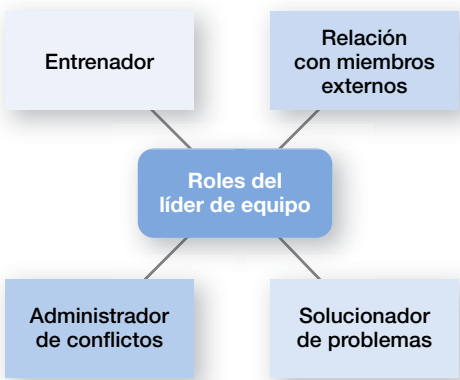 Entrenador
Relación
con miembros
externos
Roles del
líder de equipo
Administrador
de conflictos
Solucionador
de problemas